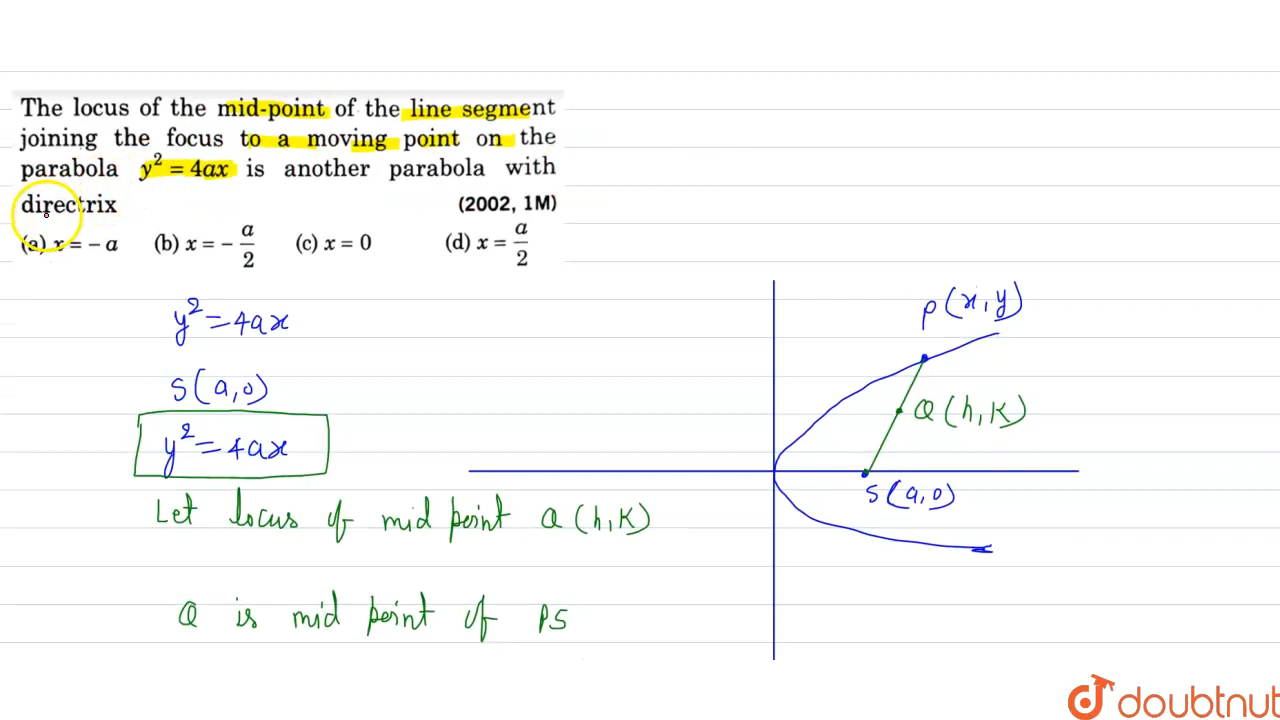 The locus of the mid-point of the line segment
joining the focus to a moving point on the
parabola y² = 4ax is another parabola with
directrix (2002, 1M)
(a) x = – a (b) x = – a/2 (c) x = 0 (d) x = a/2
y² = 4ax
S(a,0)
y² = 4ax
Let locus of mid point Q (h,K)
Q is mid point of PS
P(x,y)
Q (h,K)
S(a,0)
doubtnut